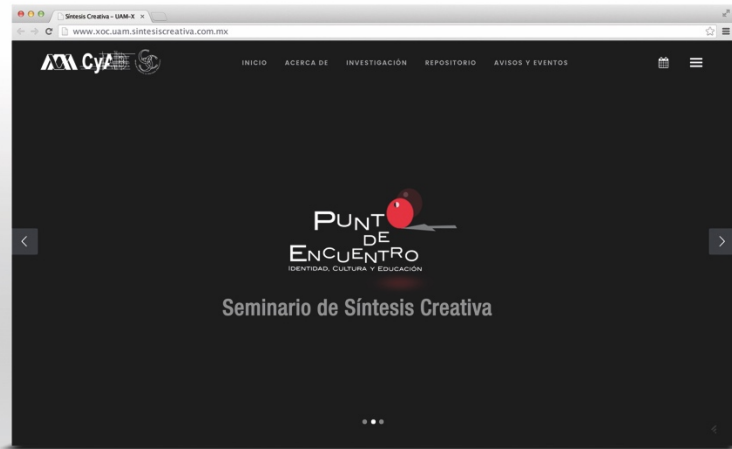 Síntesis Creativa – UAM-X
www.xoc.uam.sintesiscreativa.com.mx
CyA
INICIO ACERCA DE INVESTIGACIÓN REPOSITORIO AVISOS Y EVENTOS
PUNTO
DE
ENCUENTRO
IDENTIDAD, CULTURA Y EDUCACIÓN
Seminario de Síntesis Creativa